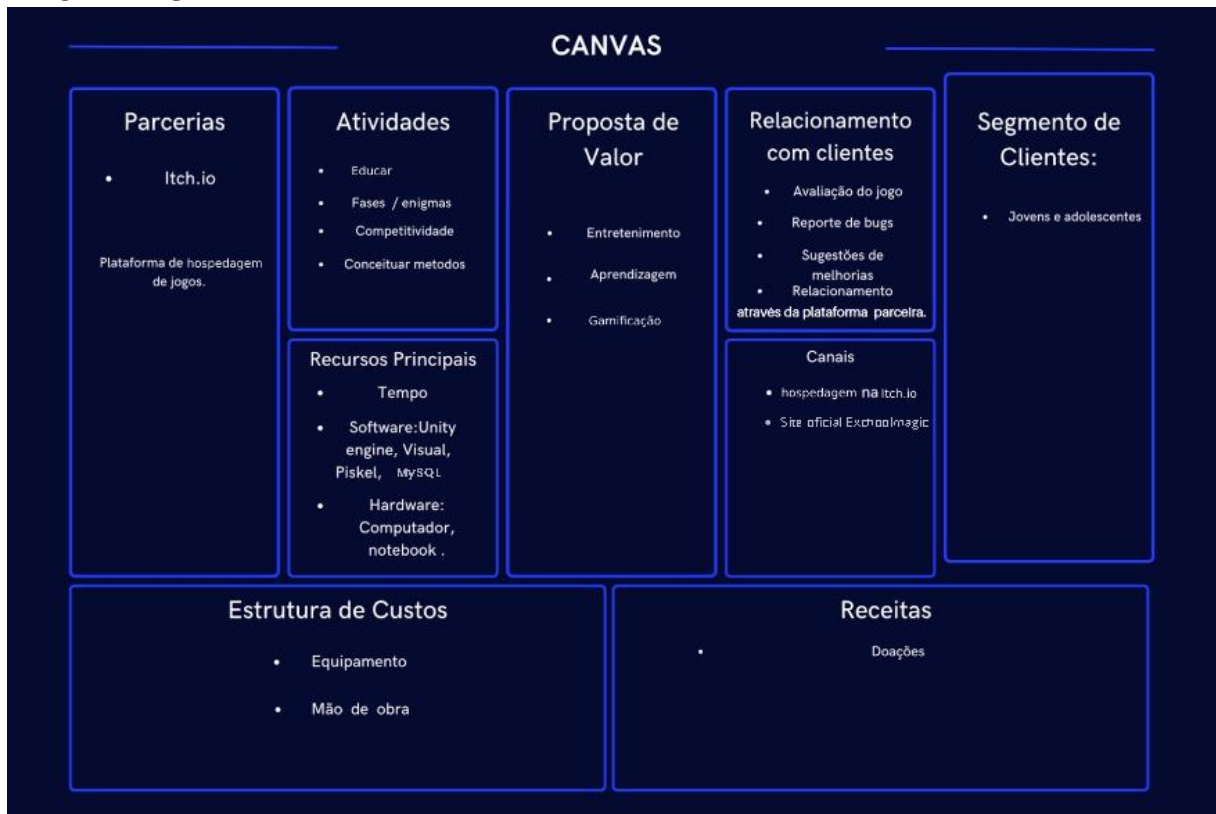 CANVAS
Parcerias
• Itch.io
Plataforma de hospedagem
de jogos.
Atividades
• Educar
• Fases / enigmas
• Competitividade
• Conceituar metodos
Recursos Principais
• Tempo
• Software:Unity
engine, Visual,
Piskel, MySQL
• Hardware:
Computador,
notebook .
Proposta de
Valor
• Entretenimento
• Aprendizagem
• Gamificação
Relacionamento
com clientes
• Avaliação do jogo
• Reporte de bugs
• Sugestões de
melhorias
• Relacionamento
através da plataforma parceira.
Canais
• hospedagem na itch.io
• Site oficial Exchoolmagic
Segmento de
Clientes:
• Jovens e adolescentes
Estrutura de Custos
• Equipamento
• Mão de obra
Receitas
• Doações